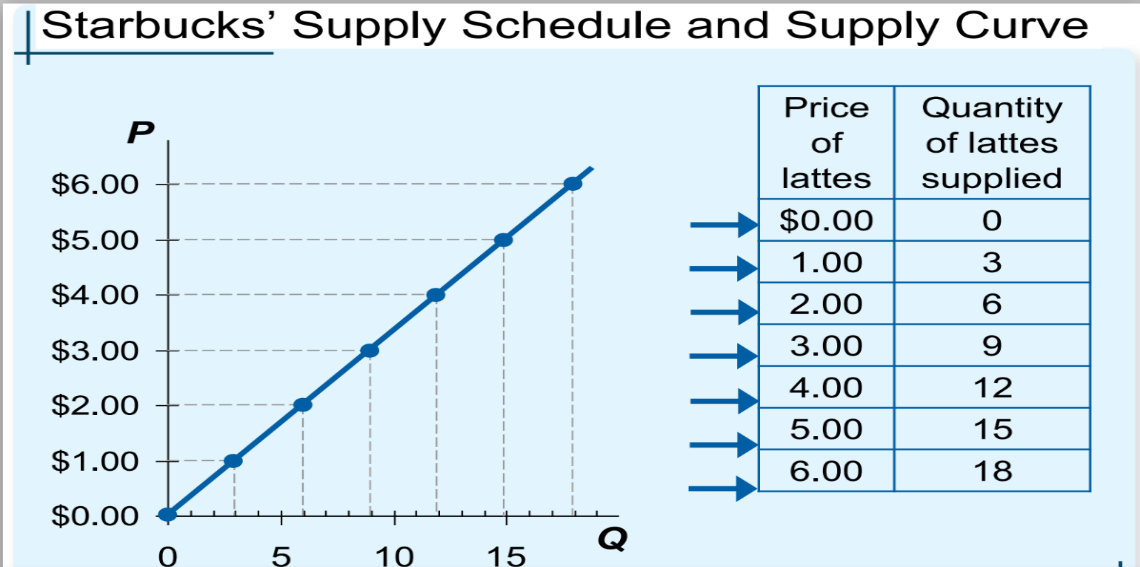 Starbucks’ Supply Schedule and Supply Curve
P
$6.00
$5.00
$4.00
$3.00
$2.00
$1.00
$0.00
0 5 10 15
Q
Price of lattes
Quantity of lattes supplied
$0.00 0
1.00 3
2.00 6
3.00 9
4.00 12
5.00 15
6.00 18